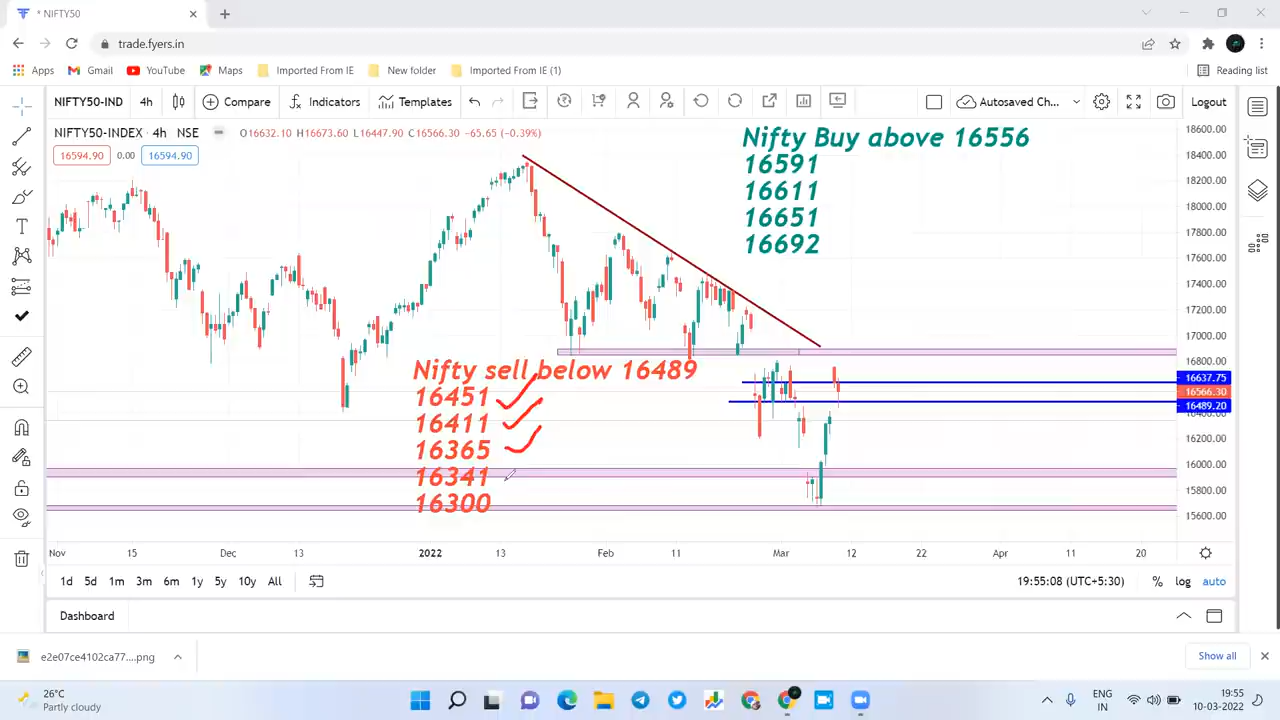 * NIFTY50
trade.fyers.in
Apps Gmail YouTube Maps Imported From IE New folder Imported From IE (1) Reading list
NIFTY50-IND 4h Compare Indicators Templates Autosaved Ch... Logout
NIFTY50-INDEX · 4h · NSE O16632.10 H16673.60 L16447.90 C16566.30 −65.65 (−0.39%)
16594.90 0.00 16594.90
Nifty Buy above 16556
16591
16611
16651
16692
Nifty sell below 16489
16451
16411
16365
16341
16300
18600.00
18400.00
18200.00
18000.00
17800.00
17600.00
17400.00
17200.00
17000.00
16800.00
16637.75
16566.30
16489.20
16400.00
16200.00
16000.00
15800.00
15600.00
Nov 15 Dec 13 2022 13 Feb 11 Mar 12 22 Apr 11 20
1d 5d 1m 3m 6m 1y 5y 10y All 19:55:08 (UTC+5:30) % log auto
Dashboard
e2e07ce4102ca77....png Show all
26°C
Partly cloudy
ENG
IN
19:55
10-03-2022